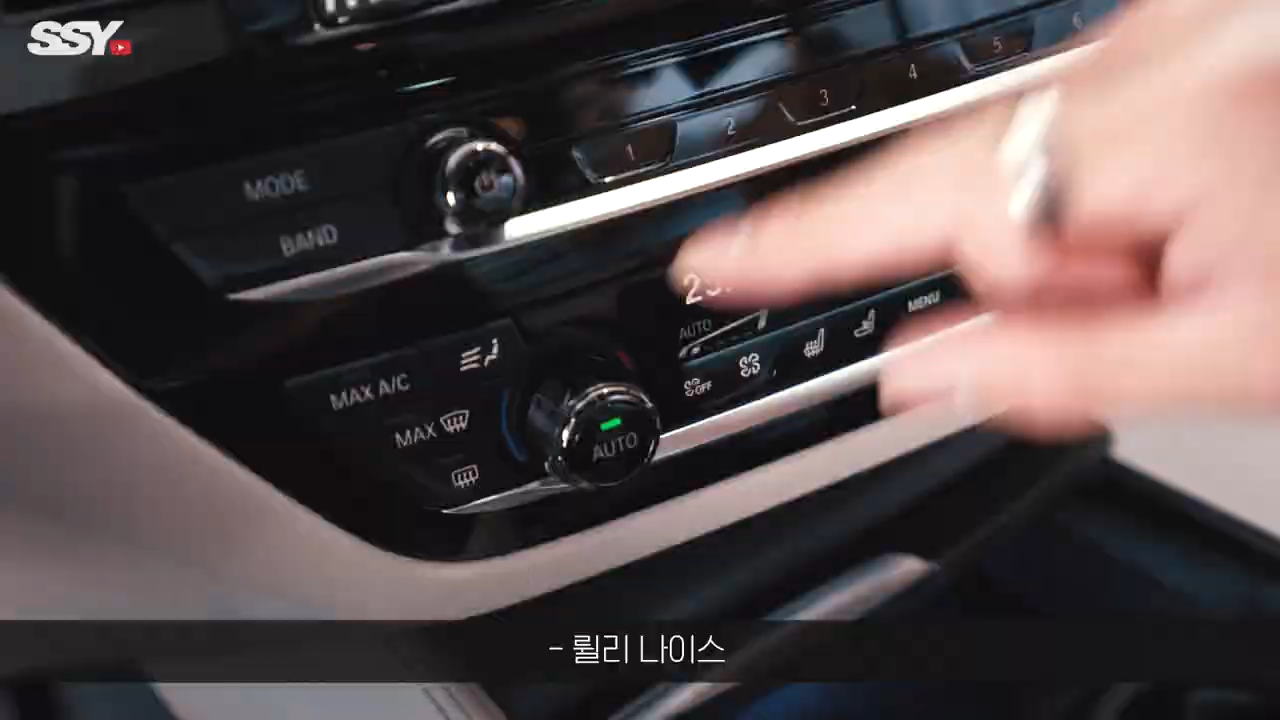 SSY
1 2 3 4 5 6
MODE
BAND
AUTO
MENU
OFF
MAX A/C
MAX
AUTO
- 륄리 나이스